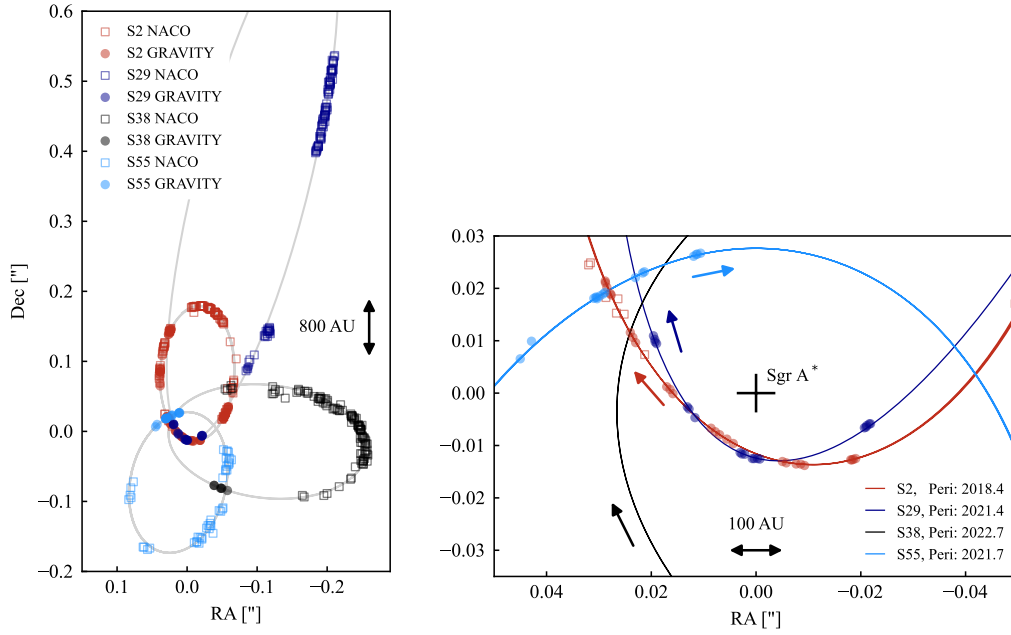 0.6
0.5
0.4
0.3
0.2
0.1
0.0
−0.1
−0.2
Dec ["]
S2 NACO
S2 GRAVITY
S29 NACO
S29 GRAVITY
S38 NACO
S38 GRAVITY
S55 NACO
S55 GRAVITY
800 AU
0.1
0.0
−0.1
−0.2
RA ["]
0.03
0.02
0.01
0.00
−0.01
−0.02
−0.03
Sgr A*
S2, Peri: 2018.4
S29, Peri: 2021.4
S38, Peri: 2022.7
S55, Peri: 2021.7
100 AU
0.04
0.02
0.00
−0.02
−0.04
RA ["]